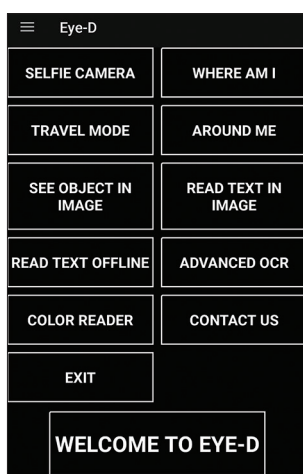 Eye-D
SELFIE CAMERA
WHERE AM I
TRAVEL MODE
AROUND ME
SEE OBJECT IN
IMAGE
READ TEXT IN
IMAGE
READ TEXT OFFLINE
ADVANCED OCR
COLOR READER
CONTACT US
EXIT
WELCOME TO EYE-D